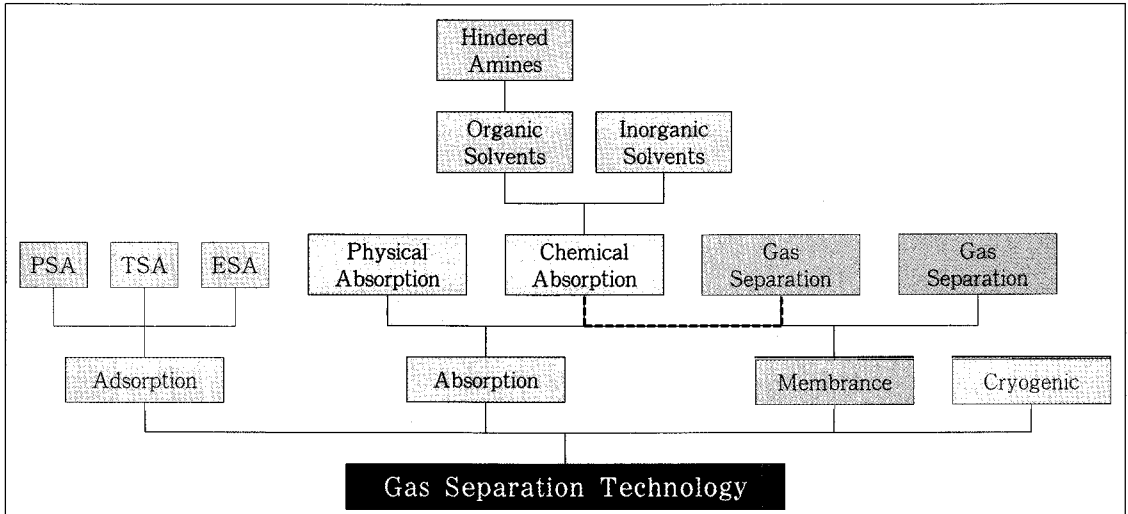 Hindered
Amines
Organic
Solvents
Inorganic
Solvents
PSA
TSA
ESA
Physical
Absorption
Chemical
Absorption
Gas
Separation
Gas
Separation
Adsorption
Absorption
Membrance
Cryogenic
Gas Separation Technology